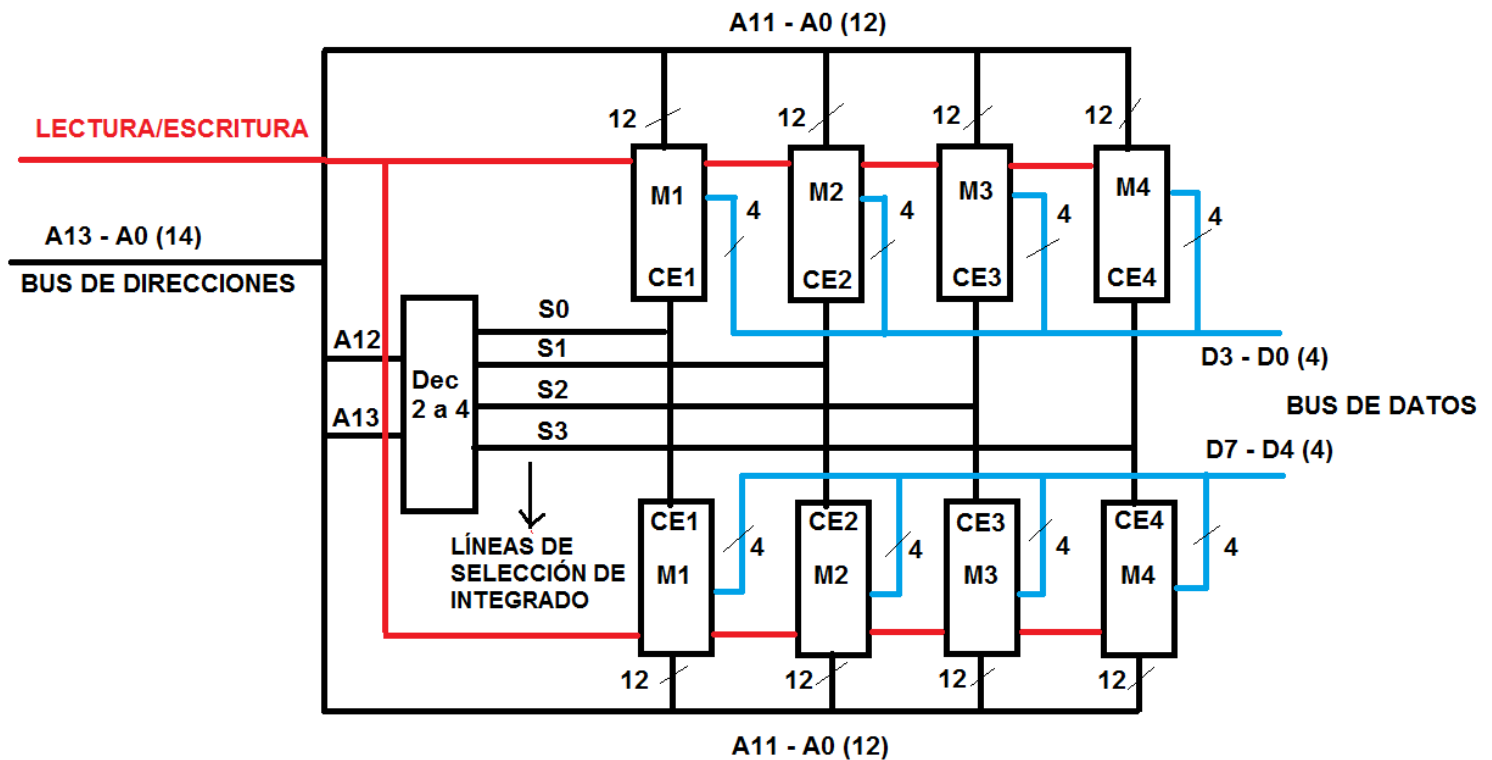 A11 - A0 (12)
LECTURA/ESCRITURA
12
12
12
12
M1
M2
M3
M4
4
4
4
4
A13 - A0 (14)
BUS DE DIRECCIONES
CE1
CE2
CE3
CE4
S0
A12
S1
D3 - D0 (4)
Dec
2 a 4
S2
BUS DE DATOS
A13
S3
D7 - D4 (4)
CE1
CE2
CE3
CE4
LÍNEAS DE
SELECCIÓN DE
INTEGRADO
4
4
4
4
M1
M2
M3
M4
12
12
12
12
A11 - A0 (12)